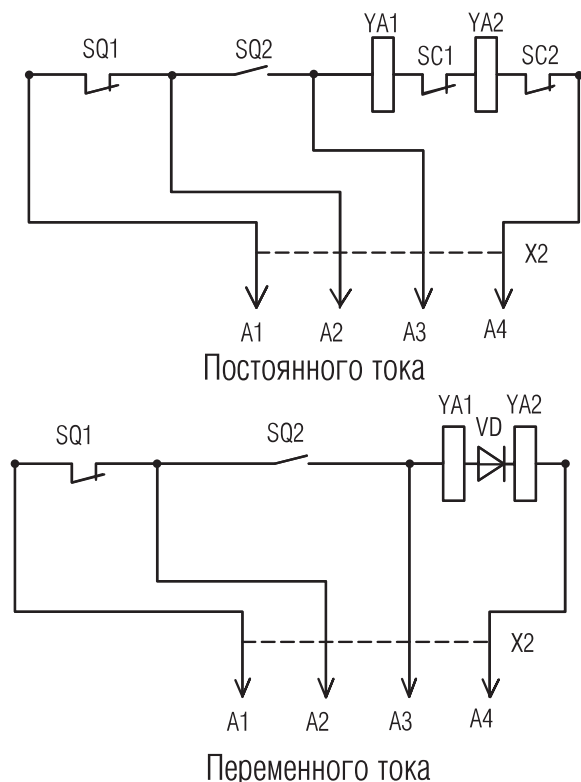 YA1 YA2
SQ1 SQ2 SC1 SC2
X2
A1 A2 A3 A4
Постоянного тока
YA1 YA2
SQ1 SQ2 VD
X2
A1 A2 A3 A4
Переменного тока